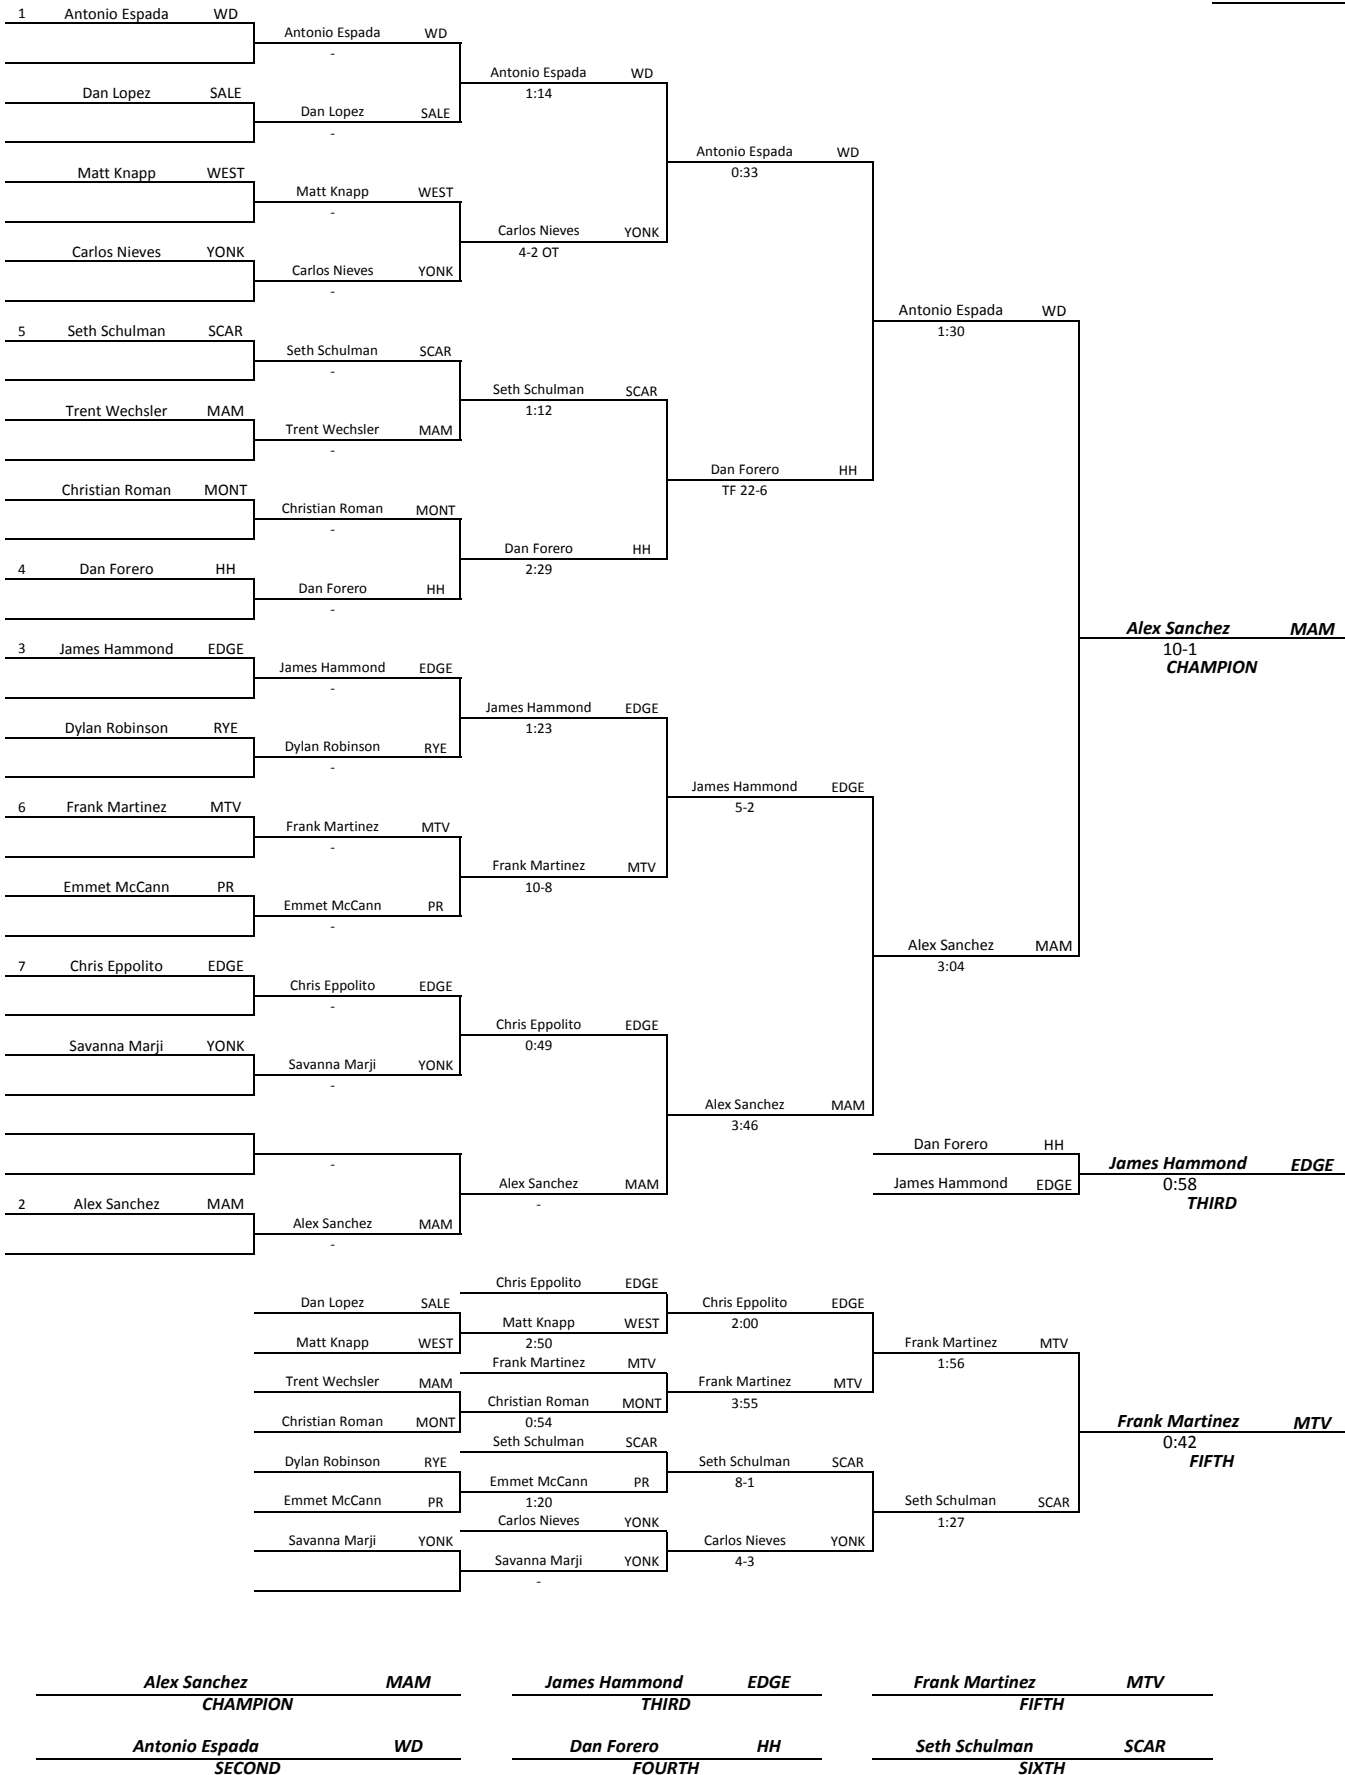 1 Antonio Espada WD
Antonio Espada WD
-
Antonio Espada WD
1:14
Dan Lopez SALE
Dan Lopez SALE
-
Antonio Espada WD
0:33
Matt Knapp WEST
Matt Knapp WEST
-
Carlos Nieves YONK
4-2 OT
Carlos Nieves YONK
Carlos Nieves YONK
-
Antonio Espada WD
1:30
5 Seth Schulman SCAR
Seth Schulman SCAR
-
Seth Schulman SCAR
1:12
Trent Wechsler MAM
Trent Wechsler MAM
-
Dan Forero HH
TF 22-6
Christian Roman MONT
Christian Roman MONT
-
Dan Forero HH
2:29
4 Dan Forero HH
Dan Forero HH
-
Alex Sanchez MAM
10-1
CHAMPION
3 James Hammond EDGE
James Hammond EDGE
-
James Hammond EDGE
1:23
Dylan Robinson RYE
Dylan Robinson RYE
-
James Hammond EDGE
5-2
6 Frank Martinez MTV
Frank Martinez MTV
-
Frank Martinez MTV
10-8
Emmet McCann PR
Emmet McCann PR
-
Alex Sanchez MAM
3:04
7 Chris Eppolito EDGE
Chris Eppolito EDGE
-
Chris Eppolito EDGE
0:49
Savanna Marji YONK
Savanna Marji YONK
-
Alex Sanchez MAM
3:46
-
Alex Sanchez MAM
-
2 Alex Sanchez MAM
Alex Sanchez MAM
-
Dan Forero HH
James Hammond EDGE
James Hammond EDGE
0:58
THIRD
Chris Eppolito EDGE
Dan Lopez SALE
Chris Eppolito EDGE
2:00
Matt Knapp WEST
Matt Knapp WEST
2:50
Frank Martinez MTV
1:56
Frank Martinez MTV
Trent Wechsler MAM
Frank Martinez MTV
3:55
Christian Roman MONT
Christian Roman MONT
0:54
Frank Martinez MTV
0:42
FIFTH
Seth Schulman SCAR
Dylan Robinson RYE
Seth Schulman SCAR
8-1
Emmet McCann PR
Emmet McCann PR
1:20
Seth Schulman SCAR
1:27
Carlos Nieves YONK
Savanna Marji YONK
Carlos Nieves YONK
4-3
Savanna Marji YONK
-
Alex Sanchez MAM James Hammond EDGE Frank Martinez MTV
CHAMPION THIRD FIFTH
Antonio Espada WD Dan Forero HH Seth Schulman SCAR
SECOND FOURTH SIXTH